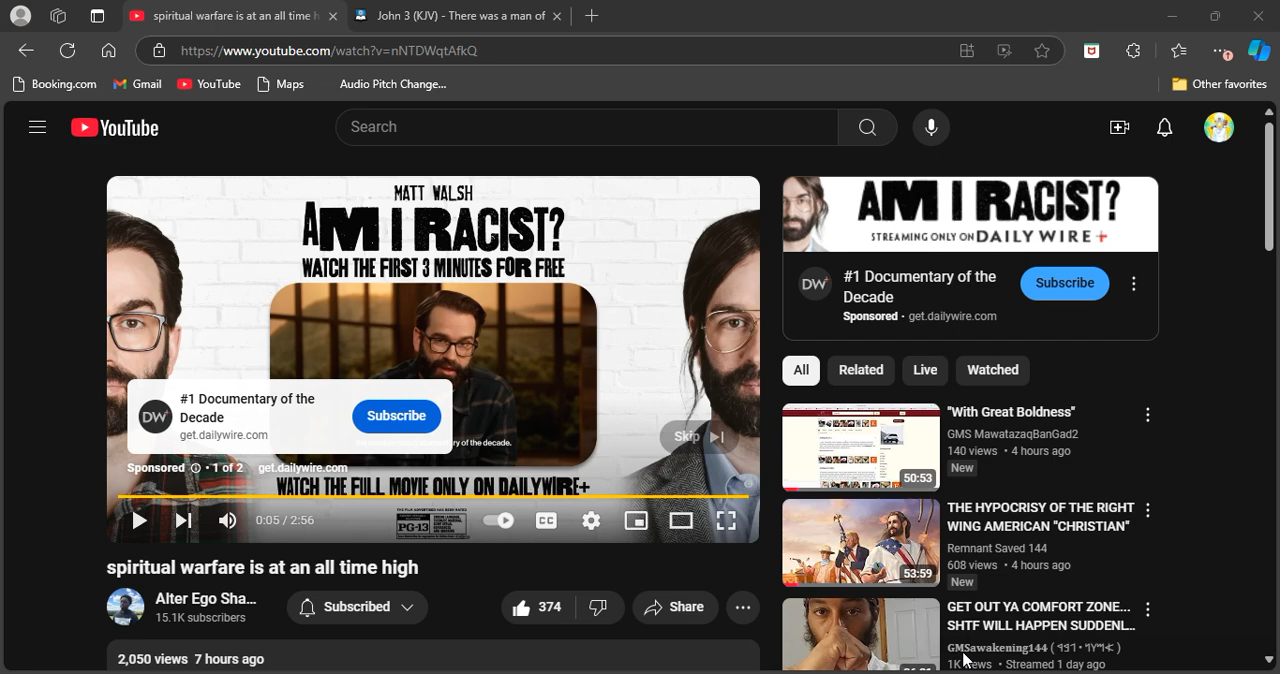 spiritual warfare is at an all time h
John 3 (KJV) - There was a man of
https://www.youtube.com/watch?v=nNTDWqtAfkQ
Booking.com
Gmail
YouTube
Maps
Audio Pitch Change...
Other favorites
YouTube
Search
MATT WALSH
AM I RACIST?
WATCH THE FIRST 3 MINUTES FOR FREE
DW+
#1 Documentary of the
Decade
get.dailywire.com
Subscribe
documentary of the decade.
Skip
Sponsored • 1 of 2 get.dailywire.com
WATCH THE FULL MOVIE ONLY ON DAILYWIRE+
0:05 / 2:56
CC
PG-13
spiritual warfare is at an all time high
Alter Ego Sha...
15.1K subscribers
Subscribed
374
Share
2,050 views 7 hours ago
AM I RACIST?
STREAMING ONLY ON DAILY WIRE +
DW+
#1 Documentary of the
Decade
Sponsored • get.dailywire.com
Subscribe
All
Related
Live
Watched
50:53
"With Great Boldness"
GMS MawatazaqBanGad2
140 views • 4 hours ago
New
53:59
THE HYPOCRISY OF THE RIGHT
WING AMERICAN "CHRISTIAN"
Remnant Saved 144
608 views • 4 hours ago
New
GET OUT YA COMFORT ZONE...
SHTF WILL HAPPEN SUDDENL...
GMSawakening144
Streamed 1 day ago